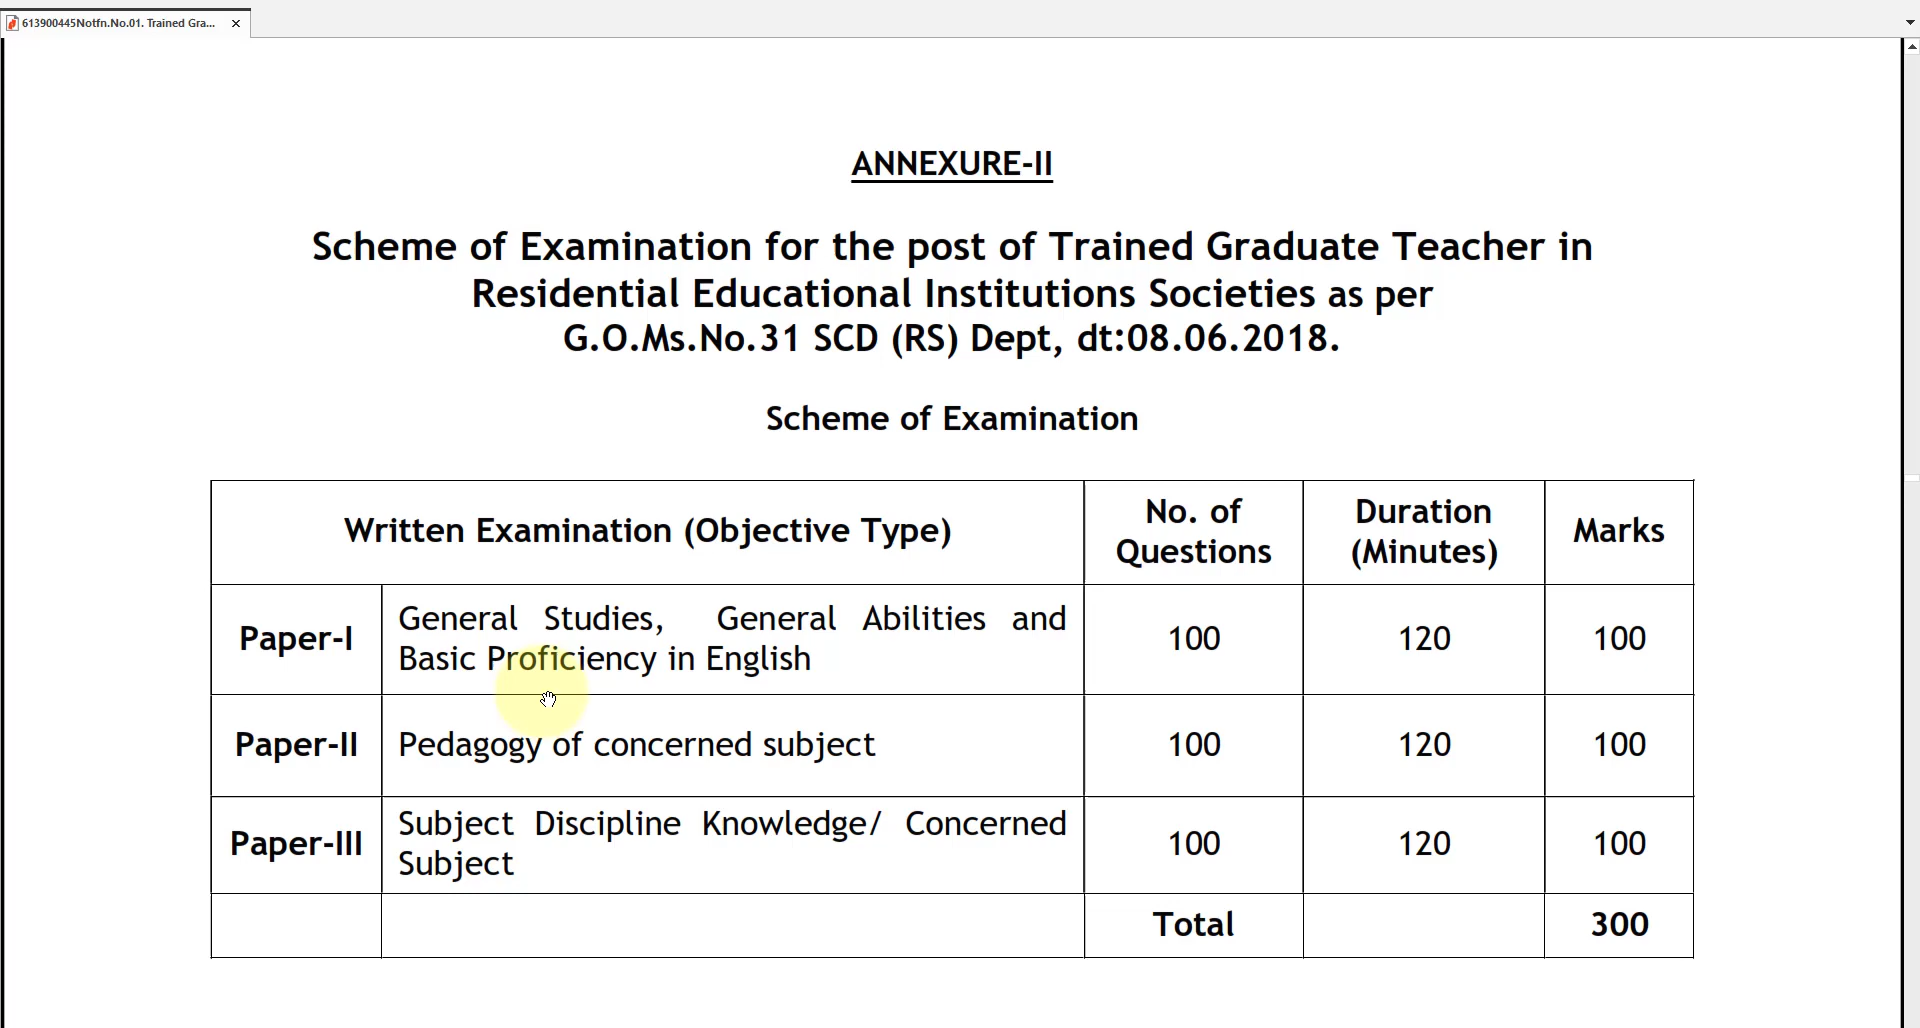 613900445Notfn.No.01. Trained Gra...
ANNEXURE-II
Scheme of Examination for the post of Trained Graduate Teacher in
Residential Educational Institutions Societies as per
G.O.Ms.No.31 SCD (RS) Dept, dt:08.06.2018.
Scheme of Examination
Written Examination (Objective Type)
No. of
Questions
Duration
(Minutes)
Marks
Paper-I
General Studies, General Abilities and
Basic Proficiency in English
100
120
100
Paper-II
Pedagogy of concerned subject
100
120
100
Paper-III
Subject Discipline Knowledge/ Concerned
Subject
100
120
100
Total
300